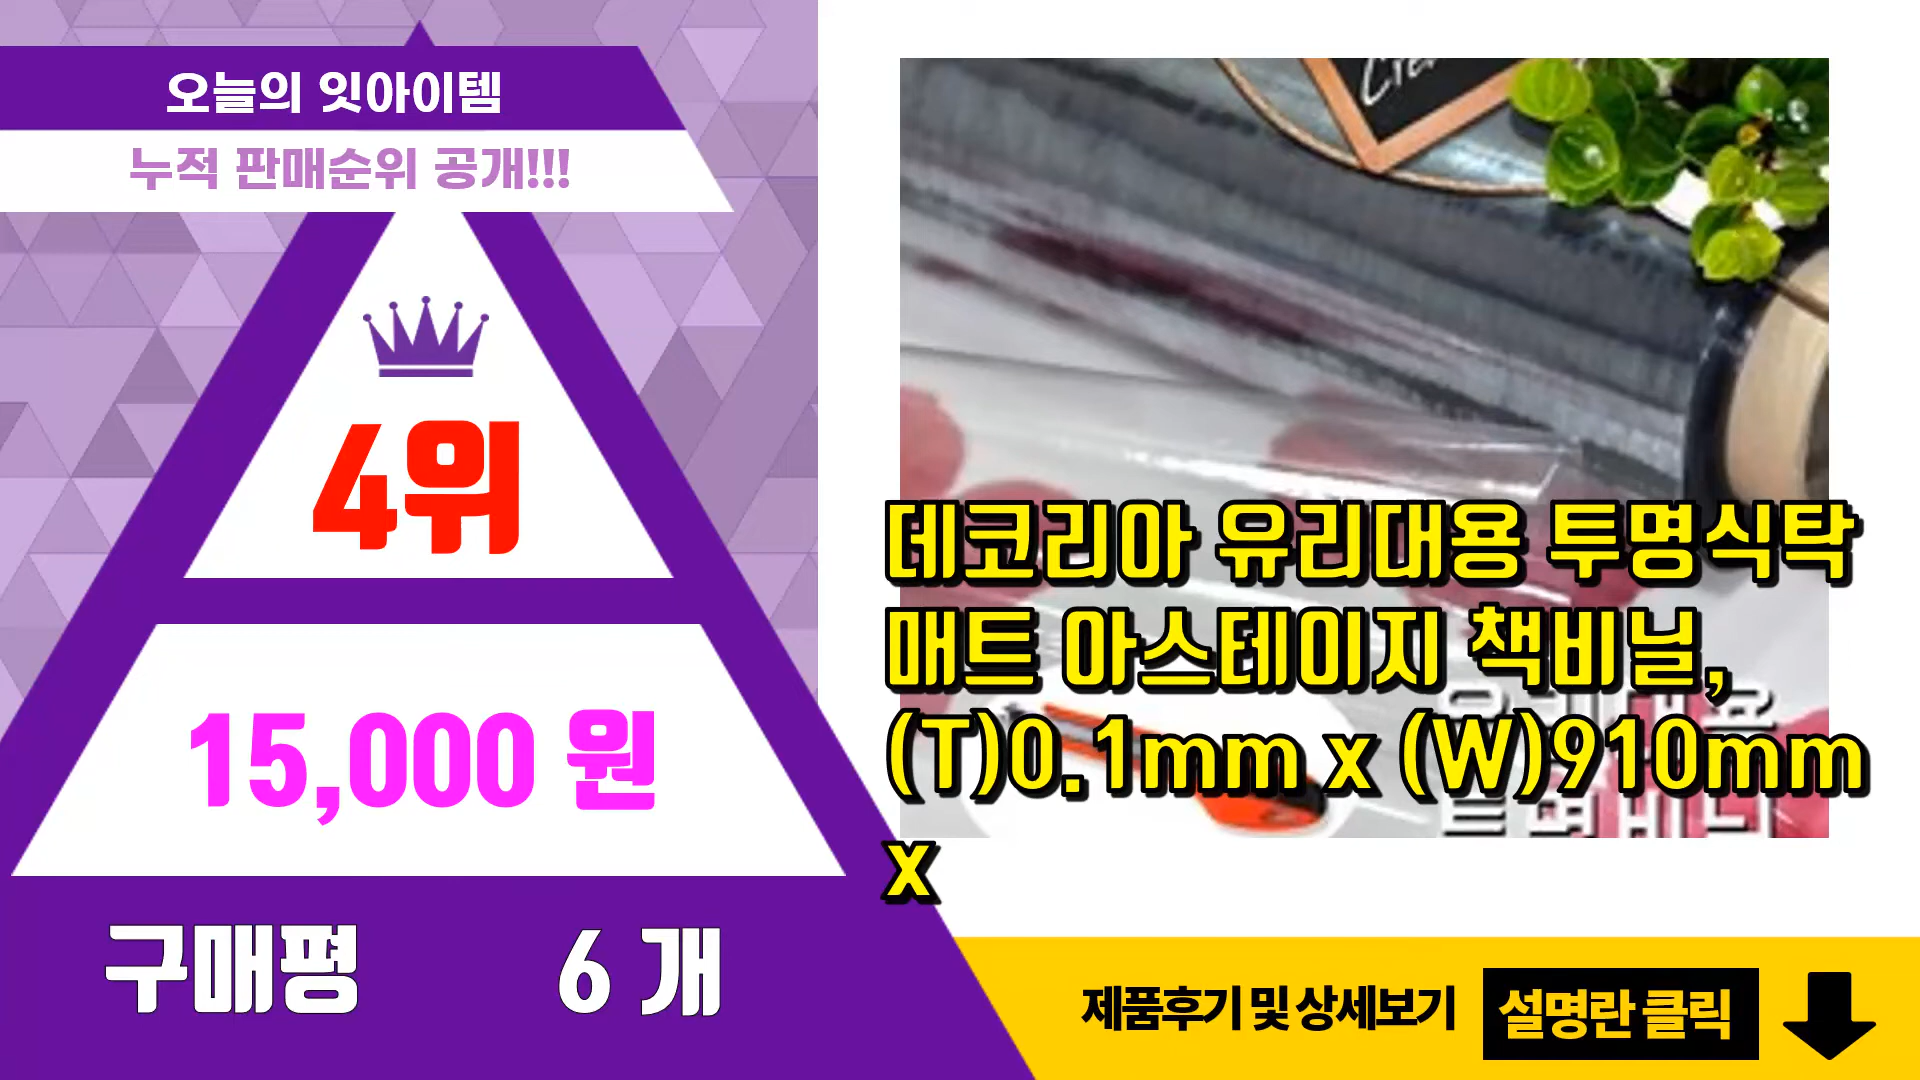 오늘의 잇아이템
누적 판매순위 공개!!!
4위
15,000 원
구매평 6 개
데코리아 유리대용 투명식탁
매트 아스테이지 책비닐,
(T)0.1mm x (W)910mm
x
제품후기 및 상세보기 설명란 클릭